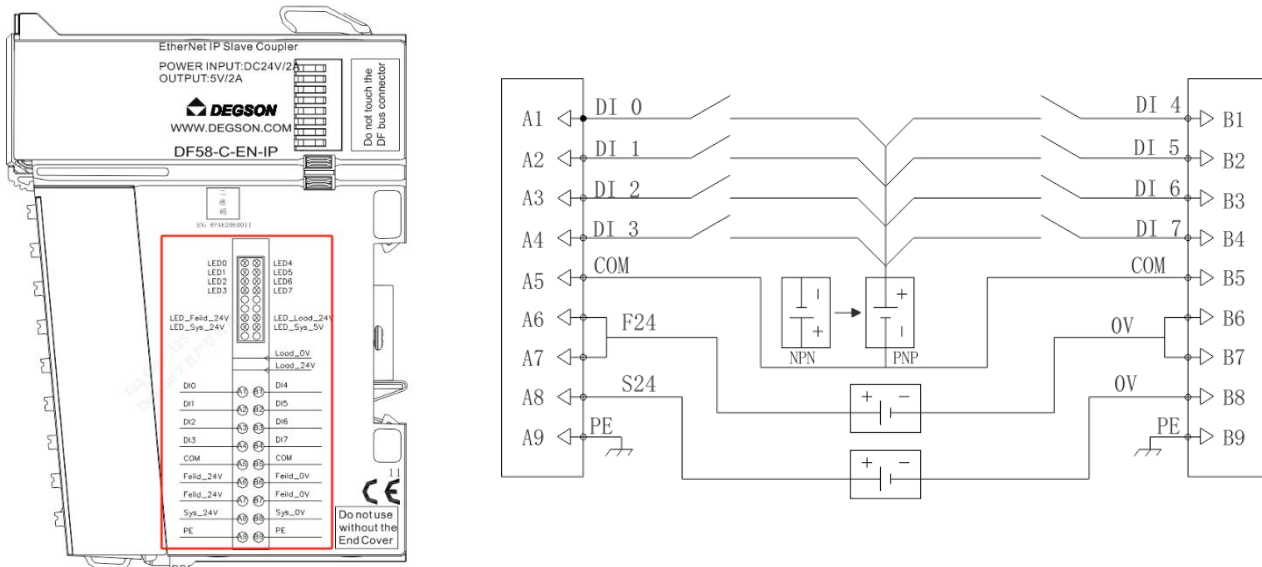 EtherNet IP Slave Coupler
POWER INPUT:DC24V/2A
OUTPUT:5V/2A
DEGSON
WWW.DEGSON.COM
DF58-C-EN-IP
Do not touch the
DF bus connector
二
维
码
LED0 LED4
LED1 LED5
LED2 LED6
LED3 LED7
LED_Feild_24V LED_Load_24V
LED_Sys_24V LED_Sys_5V
Load_0V
Load_24V
DI0 A1 B1 DI4
DI1 A2 B2 DI5
DI2 A3 B3 DI6
DI3 A4 B4 DI7
COM A5 B5 COM
Feild_24V A6 B6 Feild_0V
Feild_24V A7 B7 Feild_0V
Sys_24V A8 B8 Sys_0V
PE A9 B9 PE
11
CE
Do not use
without the
End Cover
A1 DI 0 DI 4 B1
A2 DI 1 DI 5 B2
A3 DI 2 DI 6 B3
A4 DI 3 DI 7 B4
A5 COM COM B5
NPN PNP
A6 F24 0V B6
A7 B7
A8 S24 0V B8
A9 PE PE B9